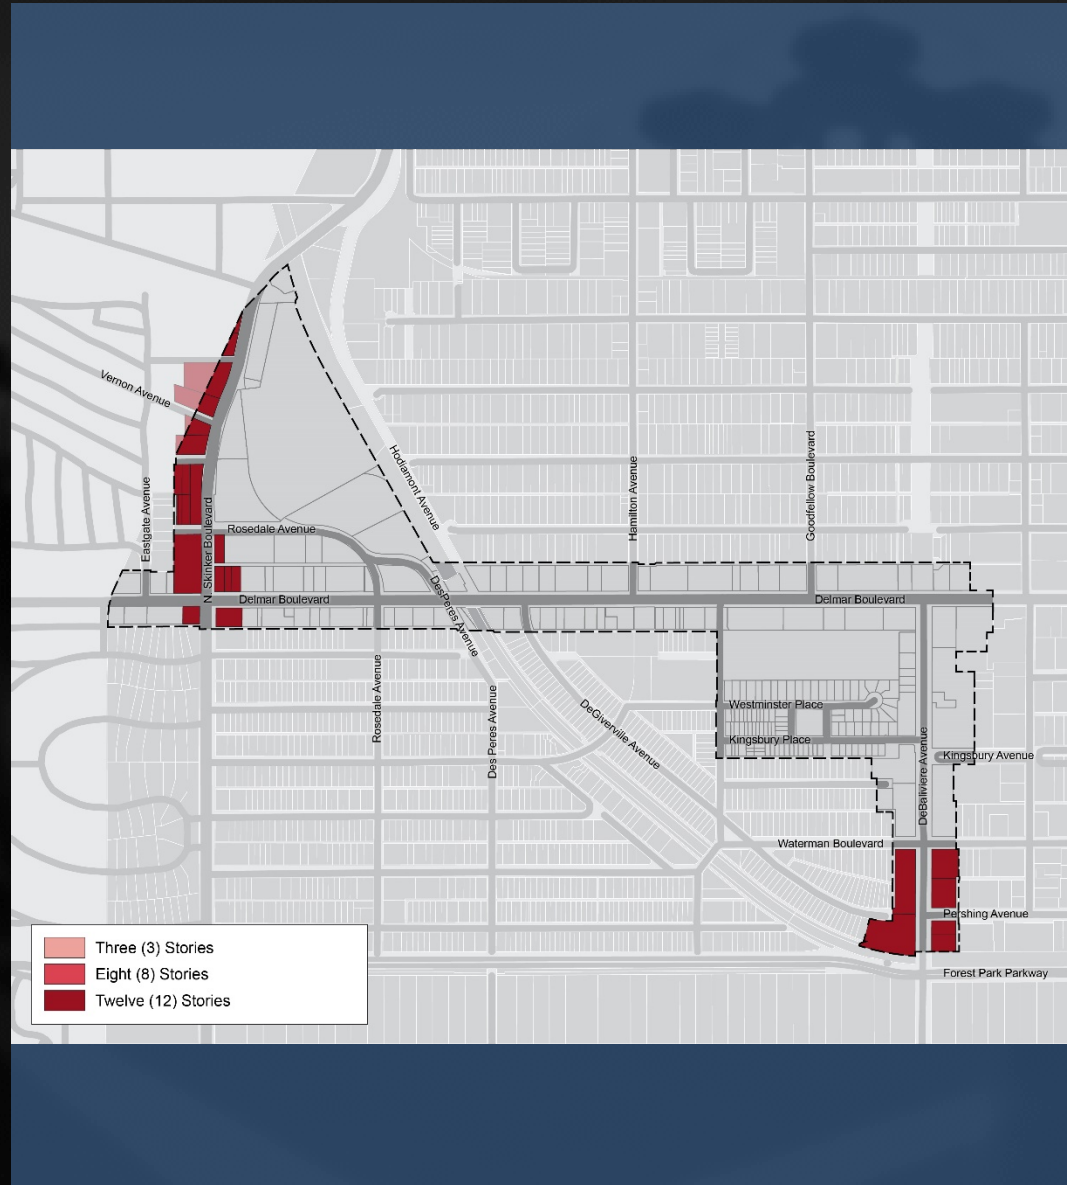 Vernon Avenue
Eastgate Avenue
N. Skinker Boulevard
Rosedale Avenue
Hodiamont Avenue
Hamilton Avenue
Goodfellow Boulevard
Delmar Boulevard
DesPeres Avenue
Delmar Boulevard
Rosedale Avenue
Des Peres Avenue
DeGiverville Avenue
Westminster Place
Kingsbury Place
DeBaliviere Avenue
Kingsbury Avenue
Waterman Boulevard
Pershing Avenue
Forest Park Parkway
Three (3) Stories
Eight (8) Stories
Twelve (12) Stories